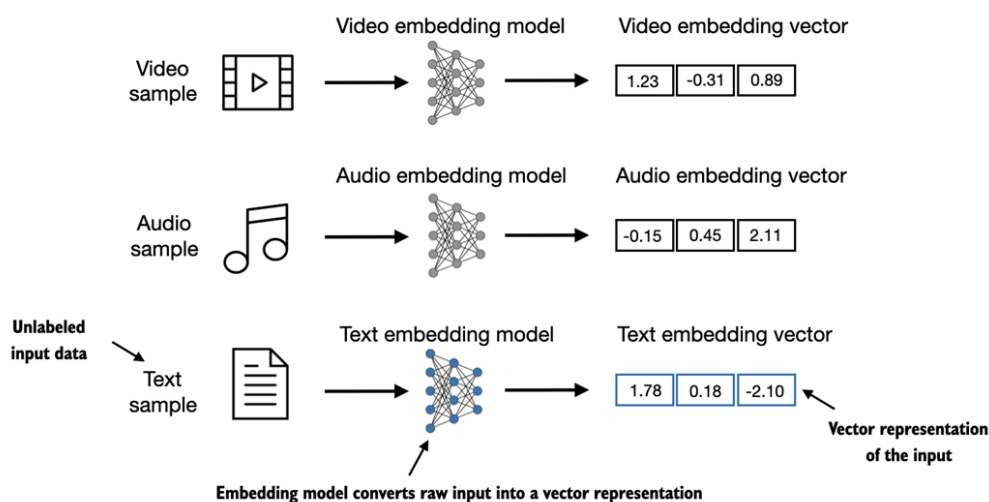 Video embedding model
Video embedding vector
Video
sample
1.23 -0.31 0.89
Audio embedding model
Audio embedding vector
Audio
sample
-0.15 0.45 2.11
Unlabeled
input data
Text embedding model
Text embedding vector
Text
sample
1.78 0.18 -2.10
Vector representation
of the input
Embedding model converts raw input into a vector representation